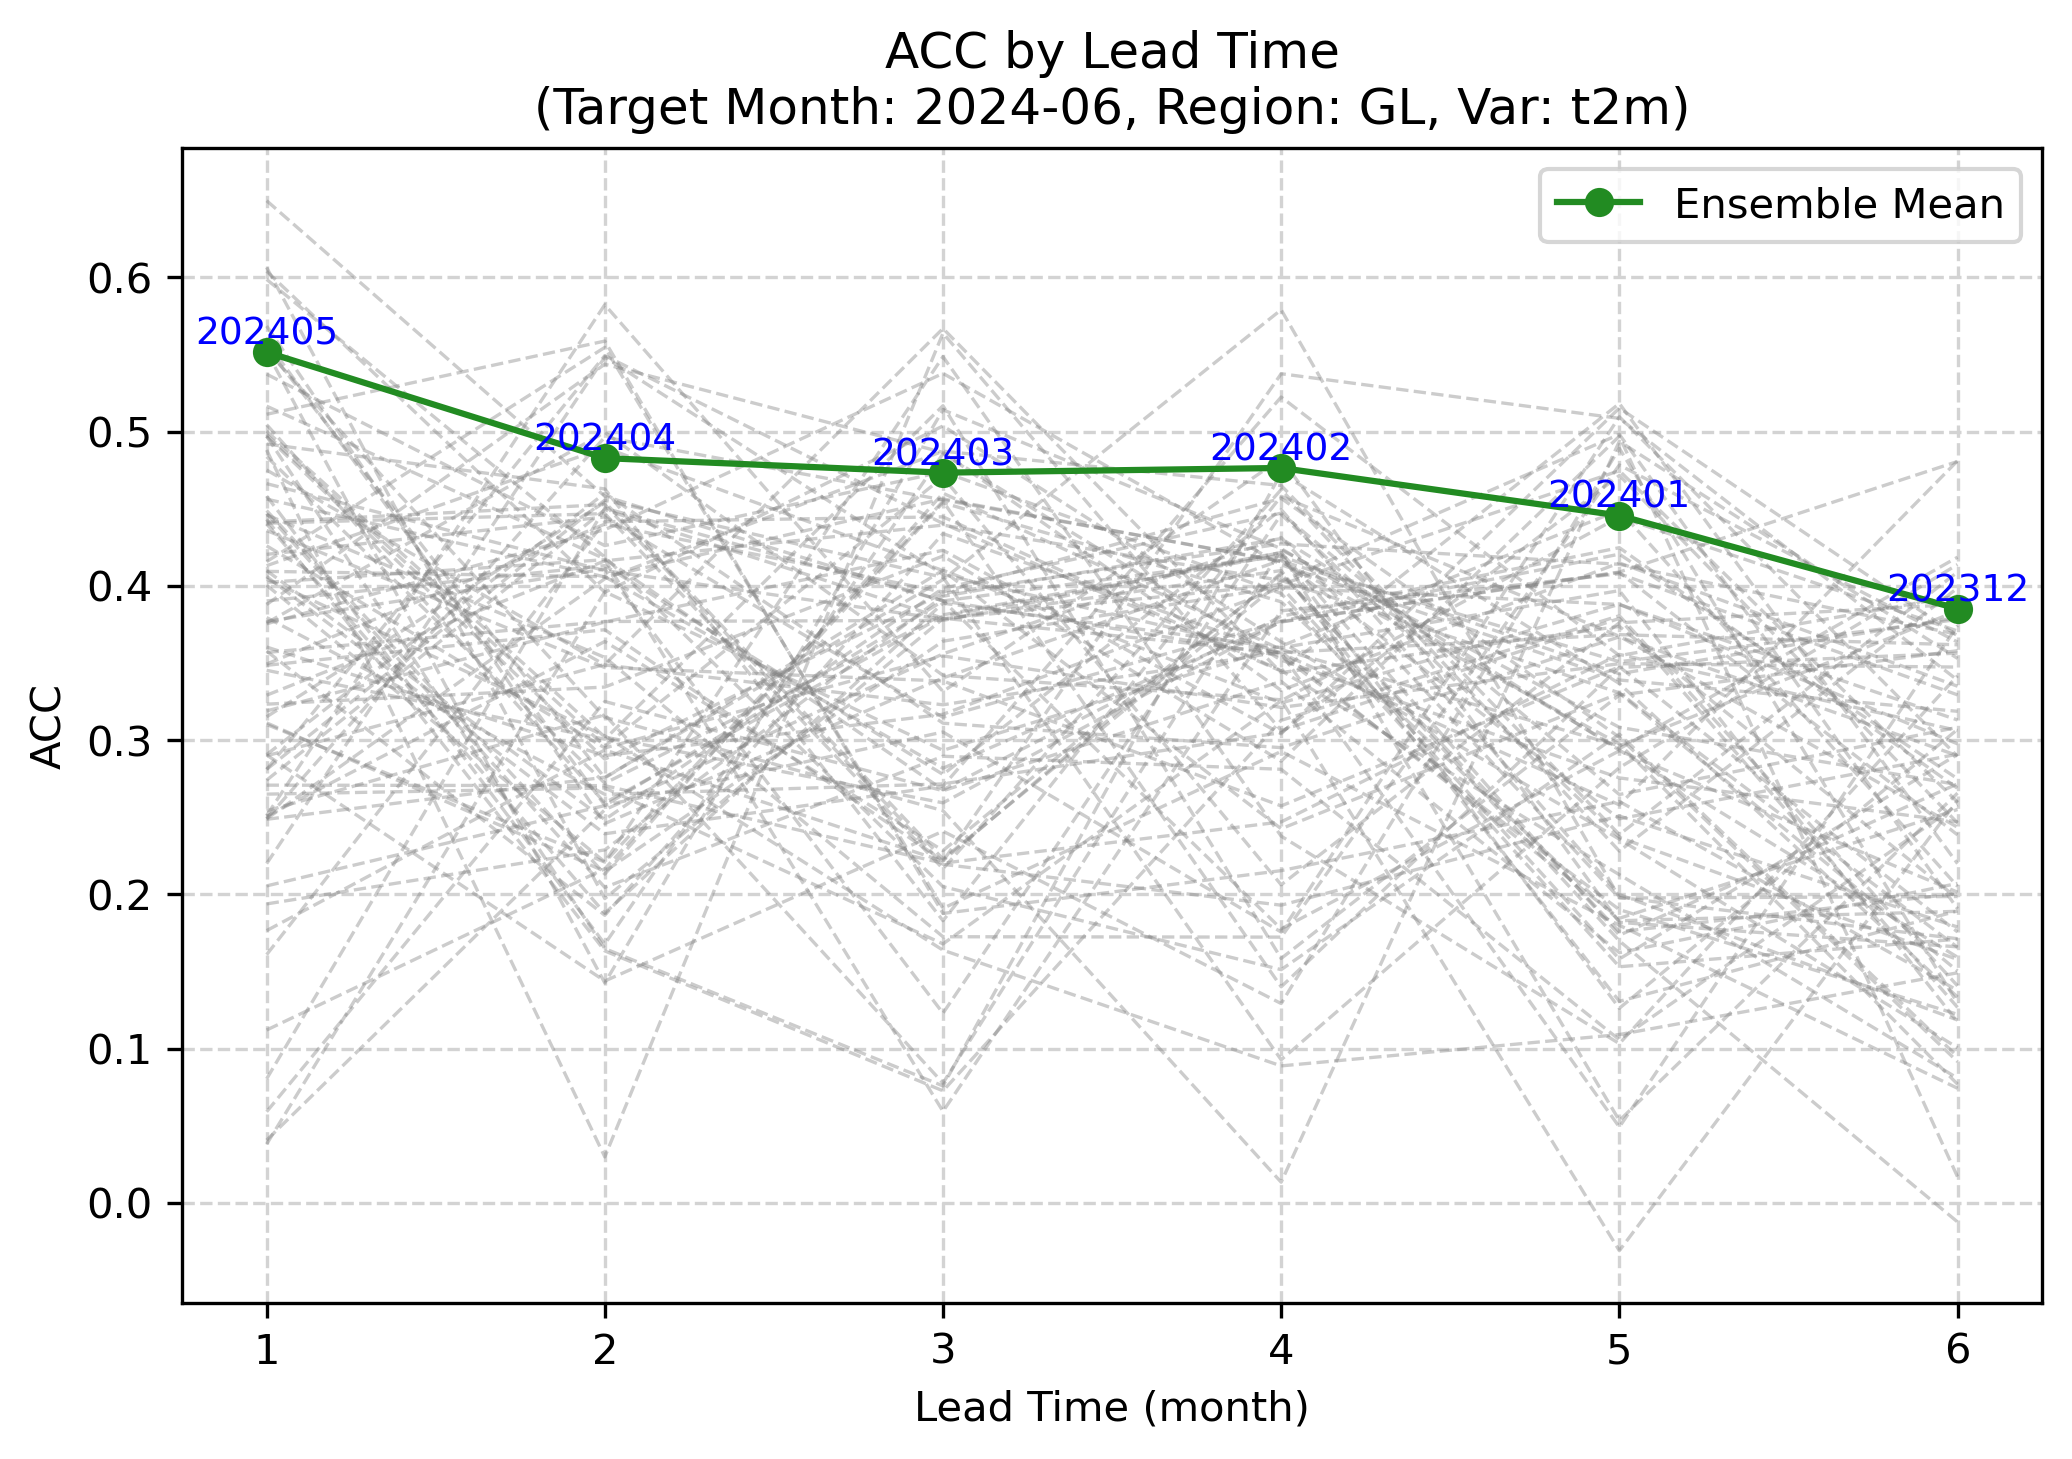 ACC by Lead Time
(Target Month: 2024-06, Region: GL, Var: t2m)
Ensemble Mean
0.6
0.5
0.4
0.3
0.2
0.1
0.0
ACC
202405
202404
202403
202402
202401
202312
1 2 3 4 5 6
Lead Time (month)